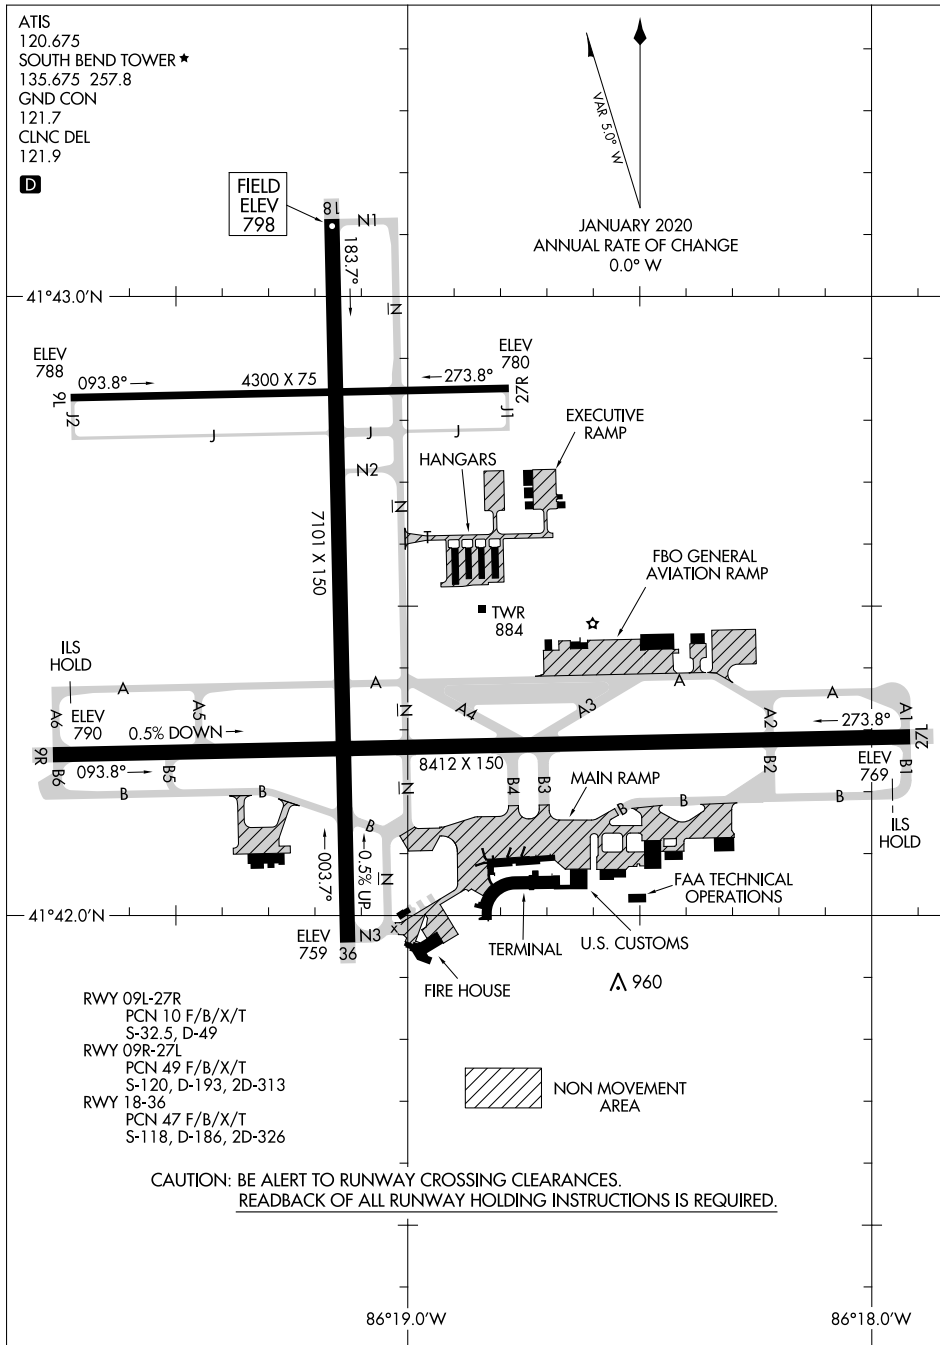 ATIS
120.675
SOUTH BEND TOWER ★
135.675 257.8
GND CON
121.7
CLNC DEL
121.9
D
VAR 5.0° W
JANUARY 2020
ANNUAL RATE OF CHANGE
0.0° W
FIELD
ELEV
798
18
N1
183.7°
N
41°43.0'N
ELEV
788
093.8°
4300 X 75
273.8°
ELEV
780
9L
27R
J2
J
J
J
J1
EXECUTIVE
RAMP
HANGARS
N2
N
T
7101 X 150
FBO GENERAL
AVIATION RAMP
TWR
884
ILS
HOLD
A
A
A
A
A6
ELEV
790
A5
0.5% DOWN
N
A4
A3
A2
273.8°
A1
9R
27L
093.8°
8412 X 150
ELEV
769
B6
B5
B4
B3
B2
B1
N
MAIN RAMP
B
B
B
B
B
B
ILS
HOLD
003.7°
0.5% UP
N
FAA TECHNICAL
OPERATIONS
41°42.0'N
ELEV
759
N3
x
36
TERMINAL
U.S. CUSTOMS
FIRE HOUSE
960
RWY 09L-27R
PCN 10 F/B/X/T
S-32.5, D-49
RWY 09R-27L
PCN 49 F/B/X/T
S-120, D-193, 2D-313
RWY 18-36
PCN 47 F/B/X/T
S-118, D-186, 2D-326
NON MOVEMENT
AREA
CAUTION: BE ALERT TO RUNWAY CROSSING CLEARANCES.
READBACK OF ALL RUNWAY HOLDING INSTRUCTIONS IS REQUIRED.
86°19.0'W
86°18.0'W